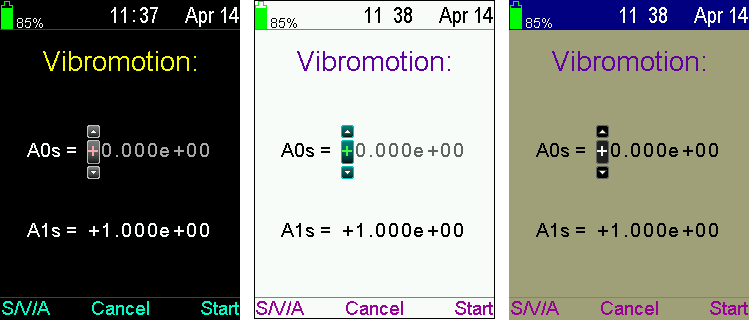 85% 11:37 Apr 14
Vibromotion:
A0s = +0.000e+00
A1s = +1.000e+00
S/V/A Cancel Start
85% 11 38 Apr 14
Vibromotion:
A0s = +0.000e+00
A1s = +1.000e+00
S/V/A Cancel Start
85% 11 38 Apr 14
Vibromotion:
A0s = +0.000e+00
A1s = +1.000e+00
S/V/A Cancel Start